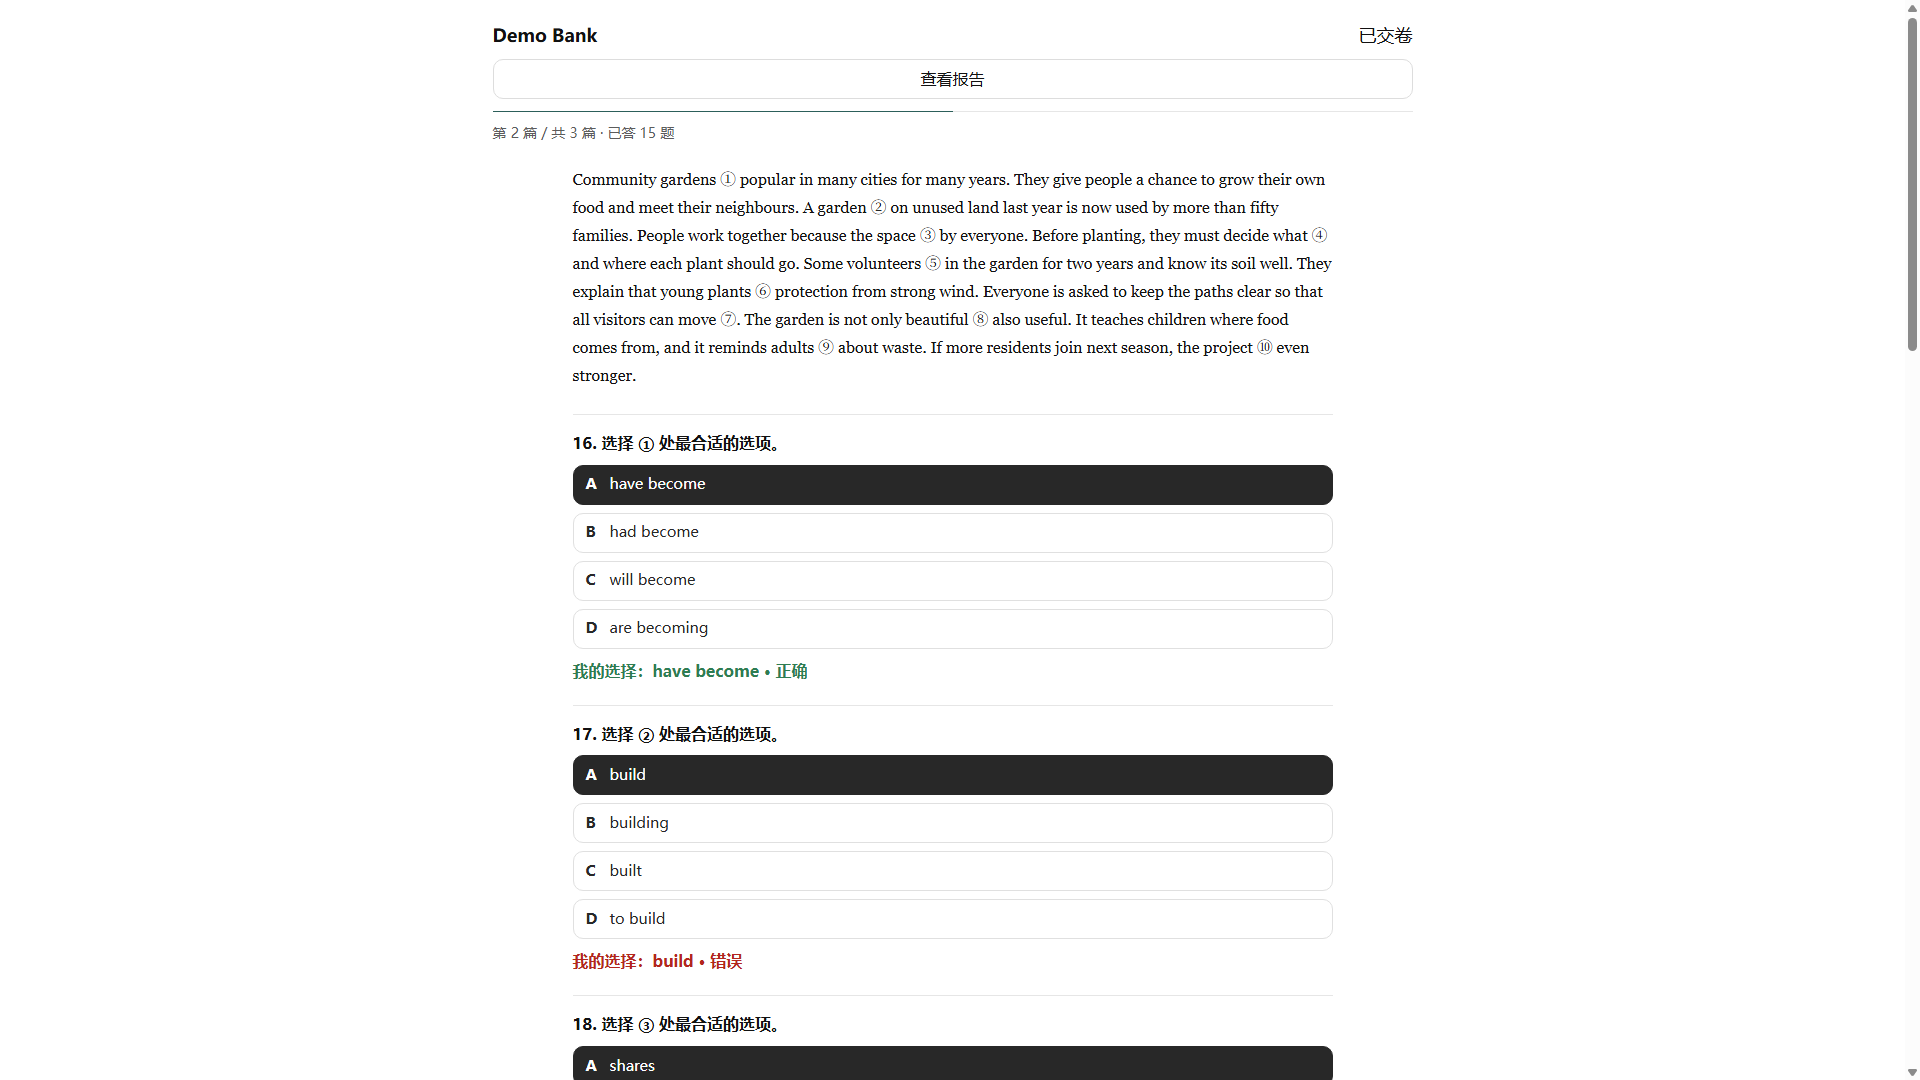 Demo Bank
已交卷
查看报告
第 2 篇 / 共 3 篇 · 已答 15 题
Community gardens ① popular in many cities for many years. They give people a chance to grow their own
food and meet their neighbours. A garden ② on unused land last year is now used by more than fifty
families. People work together because the space ③ by everyone. Before planting, they must decide what ④
and where each plant should go. Some volunteers ⑤ in the garden for two years and know its soil well. They
explain that young plants ⑥ protection from strong wind. Everyone is asked to keep the paths clear so that
all visitors can move ⑦. The garden is not only beautiful ⑧ also useful. It teaches children where food
comes from, and it reminds adults ⑨ about waste. If more residents join next season, the project ⑩ even
stronger.
16. 选择 ① 处最合适的选项。
A have become
B had become
C will become
D are becoming
我的选择：have become • 正确
17. 选择 ② 处最合适的选项。
A build
B building
C built
D to build
我的选择：build • 错误
18. 选择 ③ 处最合适的选项。
A shares